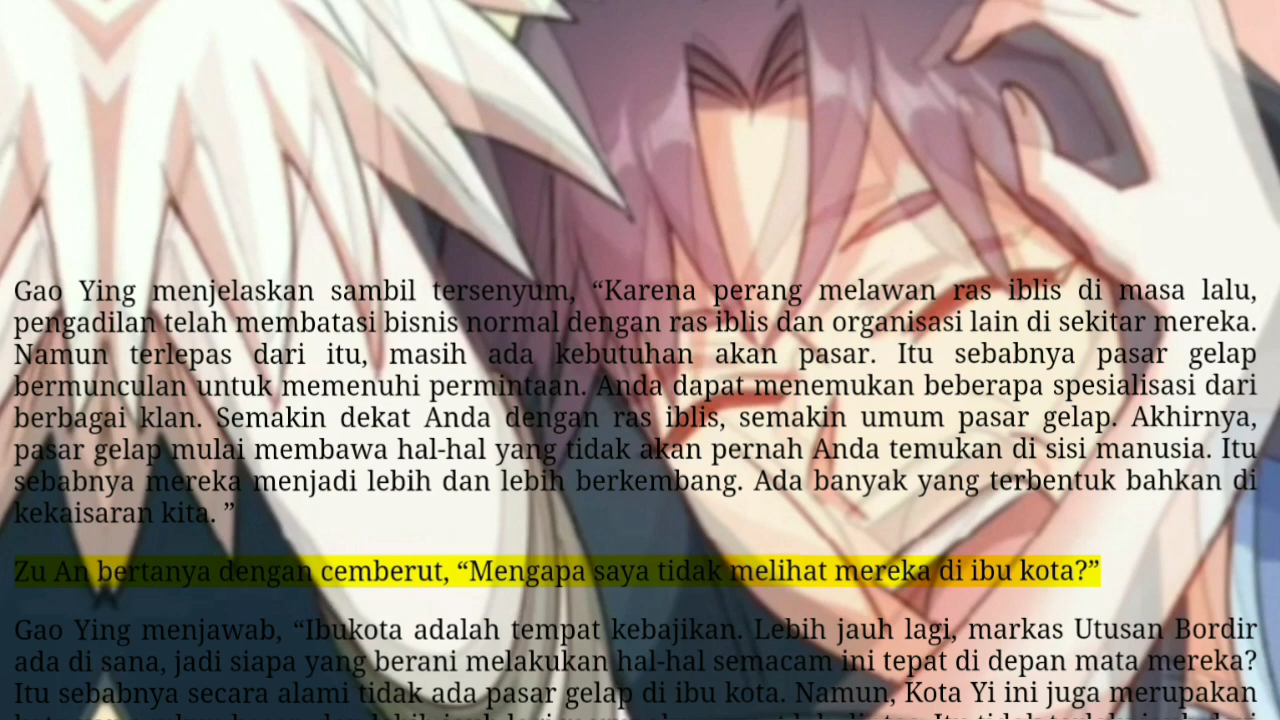 Gao Ying menjelaskan sambil tersenyum, “Karena perang melawan ras iblis di masa lalu,
pengadilan telah membatasi bisnis normal dengan ras iblis dan organisasi lain di sekitar mereka.
Namun terlepas dari itu, masih ada kebutuhan akan pasar. Itu sebabnya pasar gelap
bermunculan untuk memenuhi permintaan. Anda dapat menemukan beberapa spesialisasi dari
berbagai klan. Semakin dekat Anda dengan ras iblis, semakin umum pasar gelap. Akhirnya,
pasar gelap mulai membawa hal-hal yang tidak akan pernah Anda temukan di sisi manusia. Itu
sebabnya mereka menjadi lebih dan lebih berkembang. Ada banyak yang terbentuk bahkan di
kekaisaran kita. ”
Zu An bertanya dengan cemberut, “Mengapa saya tidak melihat mereka di ibu kota?”
Gao Ying menjawab, “Ibukota adalah tempat kebajikan. Lebih jauh lagi, markas Utusan Bordir
ada di sana, jadi siapa yang berani melakukan hal-hal semacam ini tepat di depan mata mereka?
Itu sebabnya secara alami tidak ada pasar gelap di ibu kota. Namun, Kota Yi ini juga merupakan